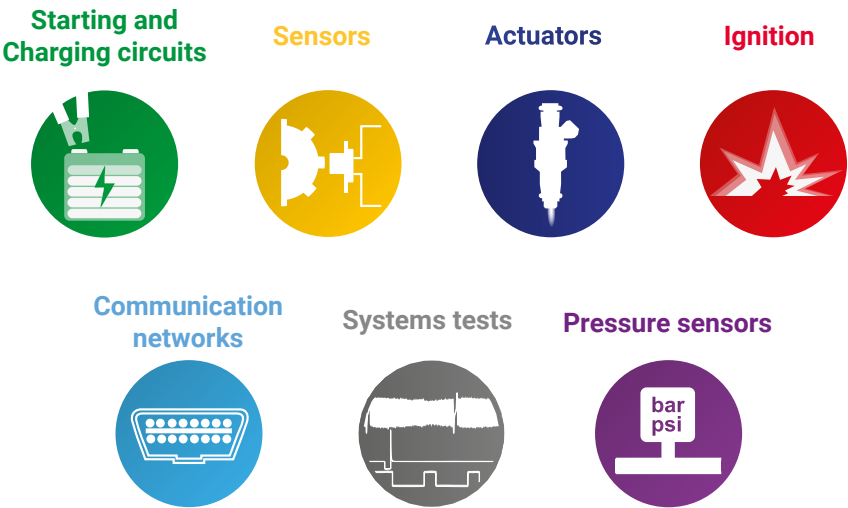 Starting and
Charging circuits
Sensors
Actuators
Ignition
Communication
networks
Systems tests
Pressure sensors
bar
psi